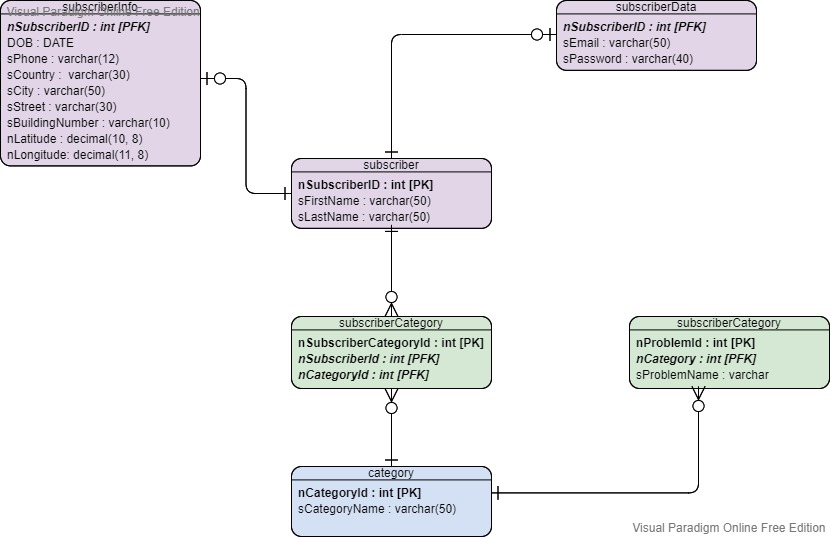 subscriberInfo
Visual Paradigm Online Free Edition
nSubscriberID : int [PFK]
DOB : DATE
sPhone : varchar(12)
sCountry : varchar(30)
sCity : varchar(50)
sStreet : varchar(30)
sBuildingNumber : varchar(10)
nLatitude : decimal(10, 8)
nLongitude: decimal(11, 8)
subscriberData
nSubscriberID : int [PFK]
sEmail : varchar(50)
sPassword : varchar(40)
subscriber
nSubscriberID : int [PK]
sFirstName : varchar(50)
sLastName : varchar(50)
subscriberCategory
nSubscriberCategoryId : int [PK]
nSubscriberId : int [PFK]
nCategoryId : int [PFK]
subscriberCategory
nProblemId : int [PK]
nCategory : int [PFK]
sProblemName : varchar
category
nCategoryId : int [PK]
sCategoryName : varchar(50)
Visual Paradigm Online Free Edition